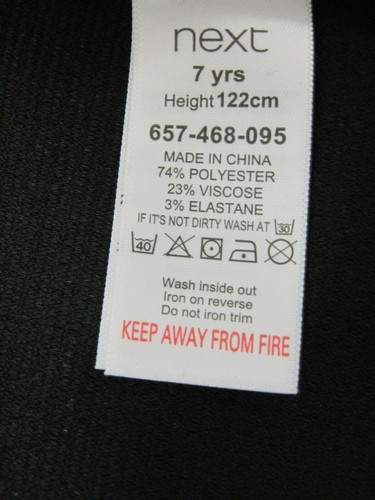 next
7 yrs
Height 122cm
657-468-095
MADE IN CHINA
74% POLYESTER
23% VISCOSE
3% ELASTANE
IF IT'S NOT DIRTY WASH AT 30
40
Wash inside out
Iron on reverse
Do not iron trim
KEEP AWAY FROM FIRE